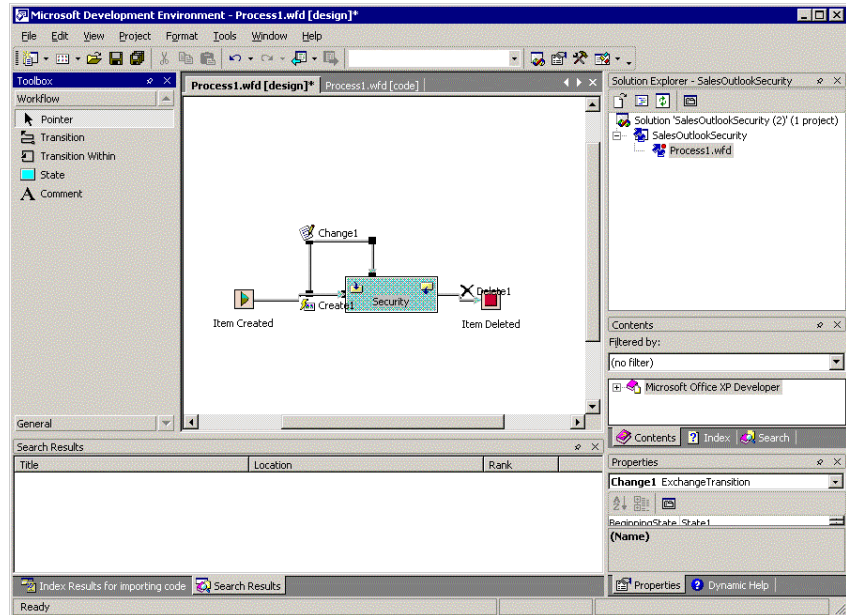 Microsoft Development Environment - Process1.wfd [design]*
File Edit View Project Format Tools Window Help
Toolbox
Workflow
Pointer
Transition
Transition Within
State
Comment
General
Process1.wfd [design]* Process1.wfd [code]
Change1
Create1
Security
Delete1
Item Created
Item Deleted
Solution Explorer - SalesOutlookSecurity
Solution 'SalesOutlookSecurity (2)' (1 project)
SalesOutlookSecurity
Process1.wfd
Contents
Filtered by:
(no filter)
Microsoft Office XP Developer
Contents Index Search
Search Results
Title Location Rank
Index Results for importing code Search Results
Properties
Change1 ExchangeTransition
BeginningState State1
(Name)
Properties Dynamic Help
Ready